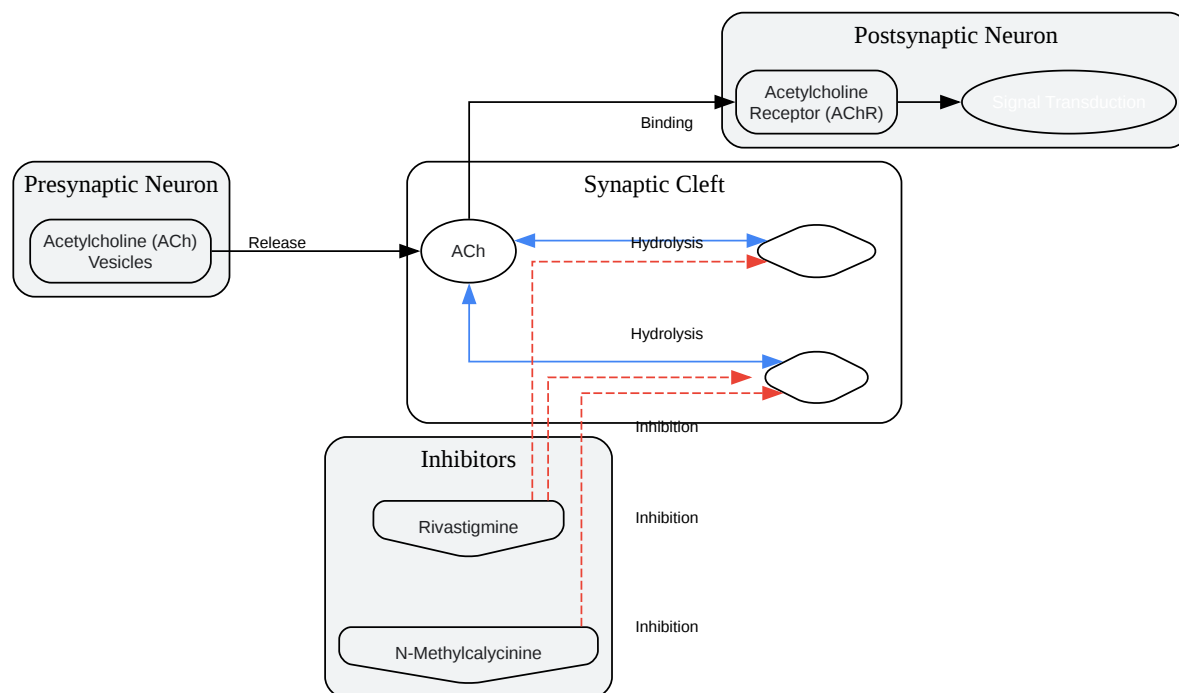 Postsynaptic Neuron
Acetylcholine
Receptor (AChR)
Signal Transduction
Binding
Presynaptic Neuron
Acetylcholine (ACh)
Vesicles
Release
Synaptic Cleft
ACh
Hydrolysis
Hydrolysis
Inhibition
Inhibitors
Rivastigmine
Inhibition
N-Methylcalycinine
Inhibition